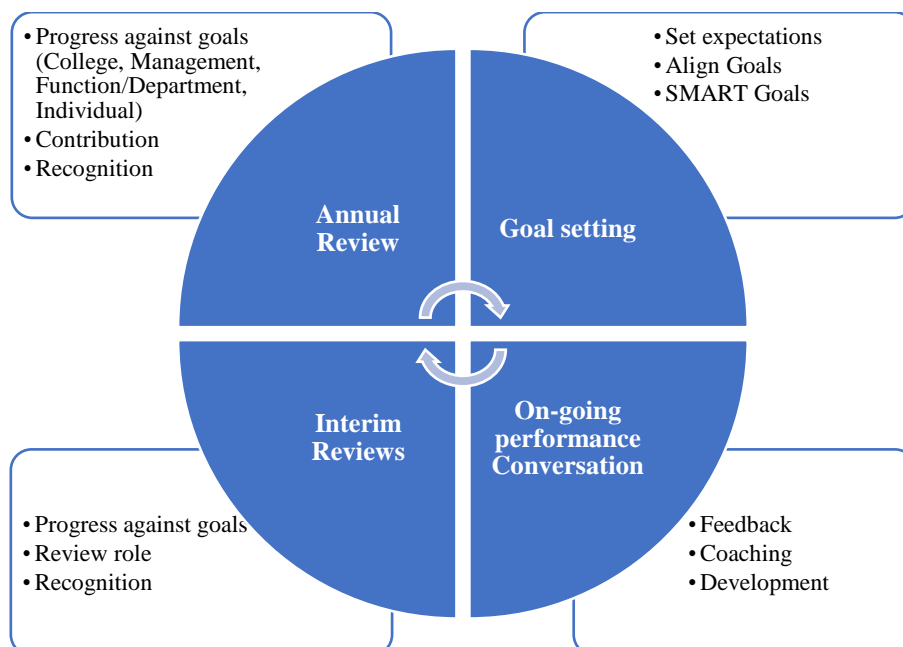 • Progress against goals
(College, Management,
Function/Department,
Individual)
• Contribution
• Recognition
• Set expectations
• Align Goals
• SMART Goals
Annual
Review
Goal setting
Interim
Reviews
On-going
performance
Conversation
• Progress against goals
• Review role
• Recognition
• Feedback
• Coaching
• Development